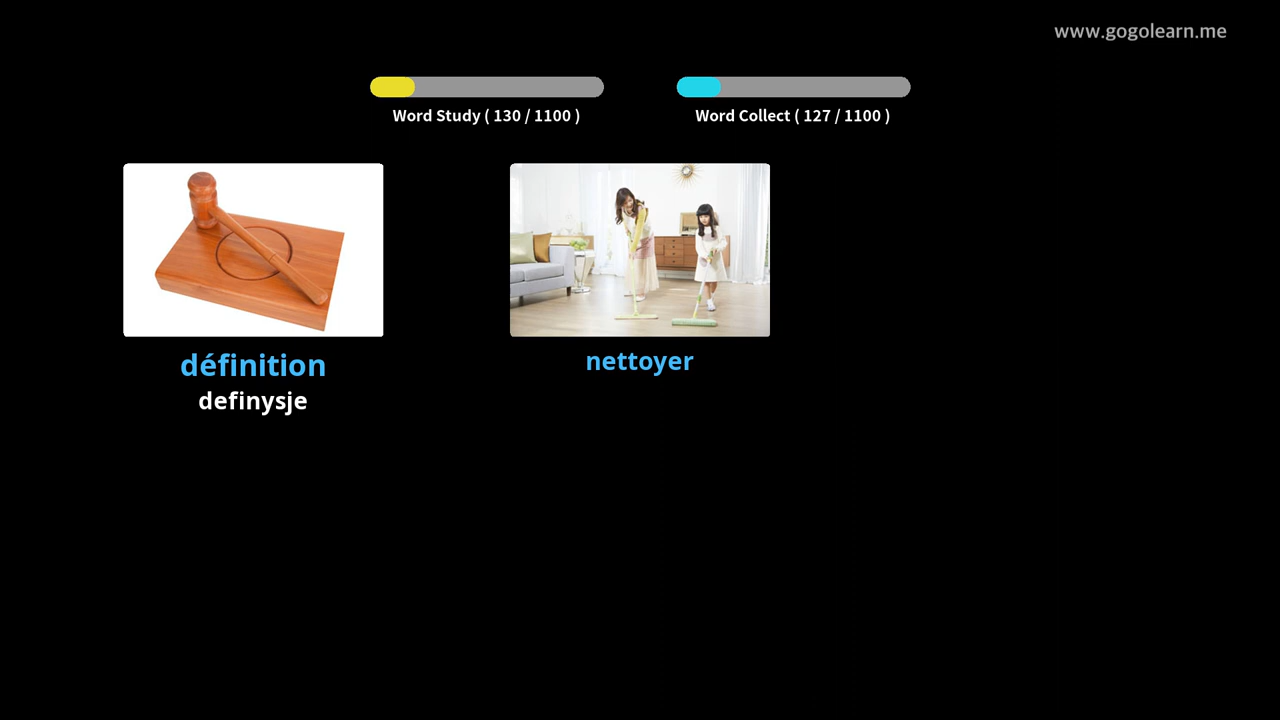 www.gogolearn.me
Word Study ( 130 / 1100 )
Word Collect ( 127 / 1100 )
définition
definysje
nettoyer